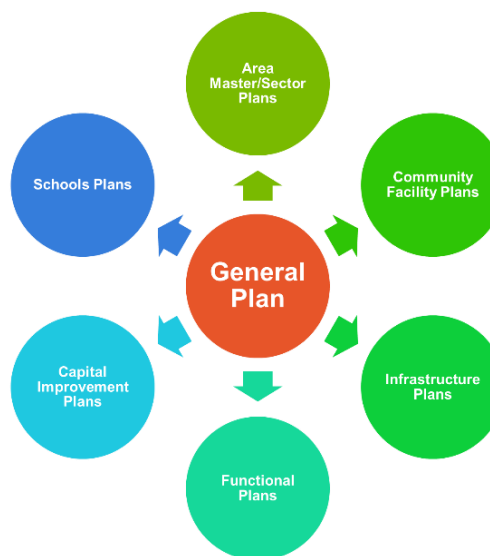 Area
Master/Sector
Plans
Schools Plans
Community
Facility Plans
General
Plan
Capital
Improvement
Plans
Infrastructure
Plans
Functional
Plans